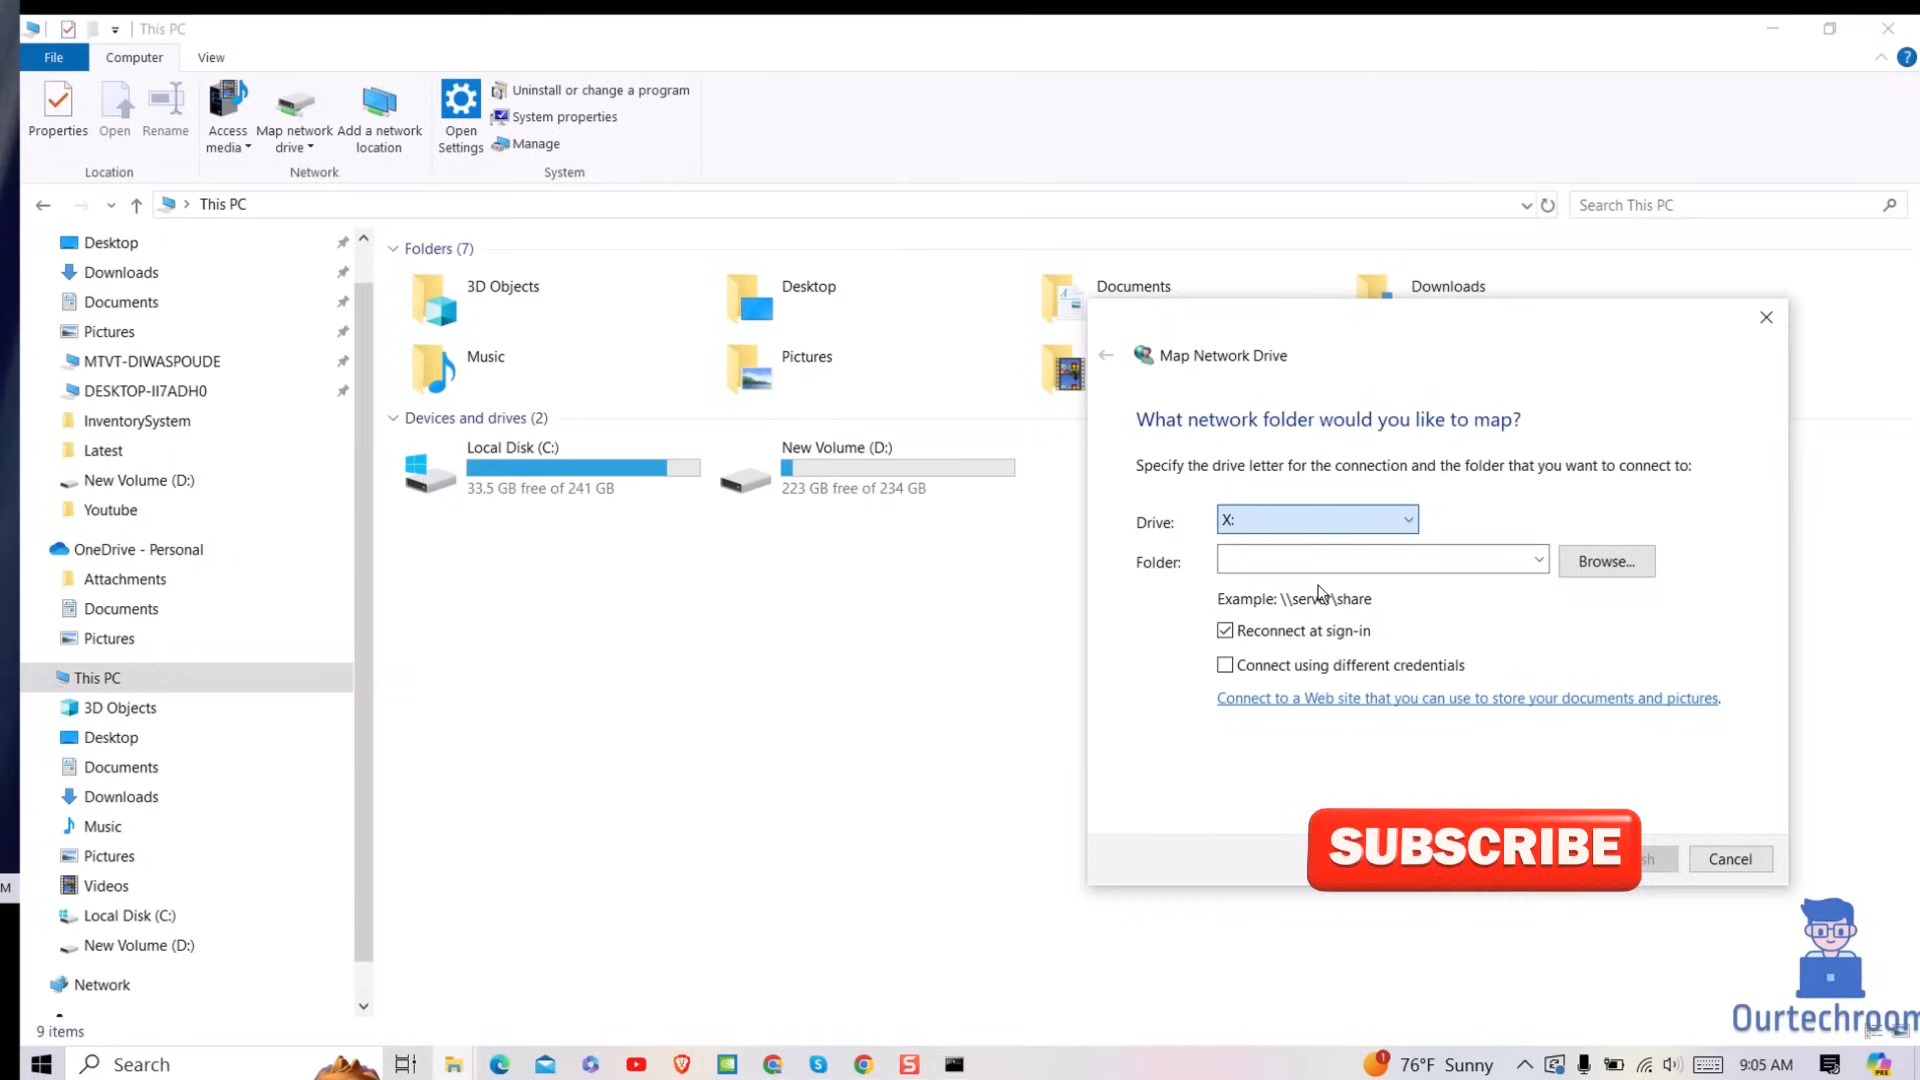 This PC
File Computer View
Properties Open Rename Access media Map network drive Add a network location Open Settings
Uninstall or change a program
System properties
Manage
Location Network System
This PC
Search This PC
Desktop
Downloads
Documents
Pictures
MTVT-DIWASPOUDE
DESKTOP-II7ADH0
InventorySystem
Latest
New Volume (D:)
Youtube
OneDrive - Personal
Attachments
Documents
Pictures
This PC
3D Objects
Desktop
Documents
Downloads
Music
Pictures
Videos
Local Disk (C:)
New Volume (D:)
Network
9 items
Folders (7)
3D Objects Desktop Documents Downloads
Music Pictures
Devices and drives (2)
Local Disk (C:) New Volume (D:)
33.5 GB free of 241 GB 223 GB free of 234 GB
Map Network Drive
What network folder would you like to map?
Specify the drive letter for the connection and the folder that you want to connect to:
Drive: X:
Folder: Browse...
Example: \\server\share
Reconnect at sign-in
Connect using different credentials
Connect to a Web site that you can use to store your documents and pictures.
SUBSCRIBE
Cancel
Ourtechroom
Search
1
76°F Sunny
9:05 AM
PRE